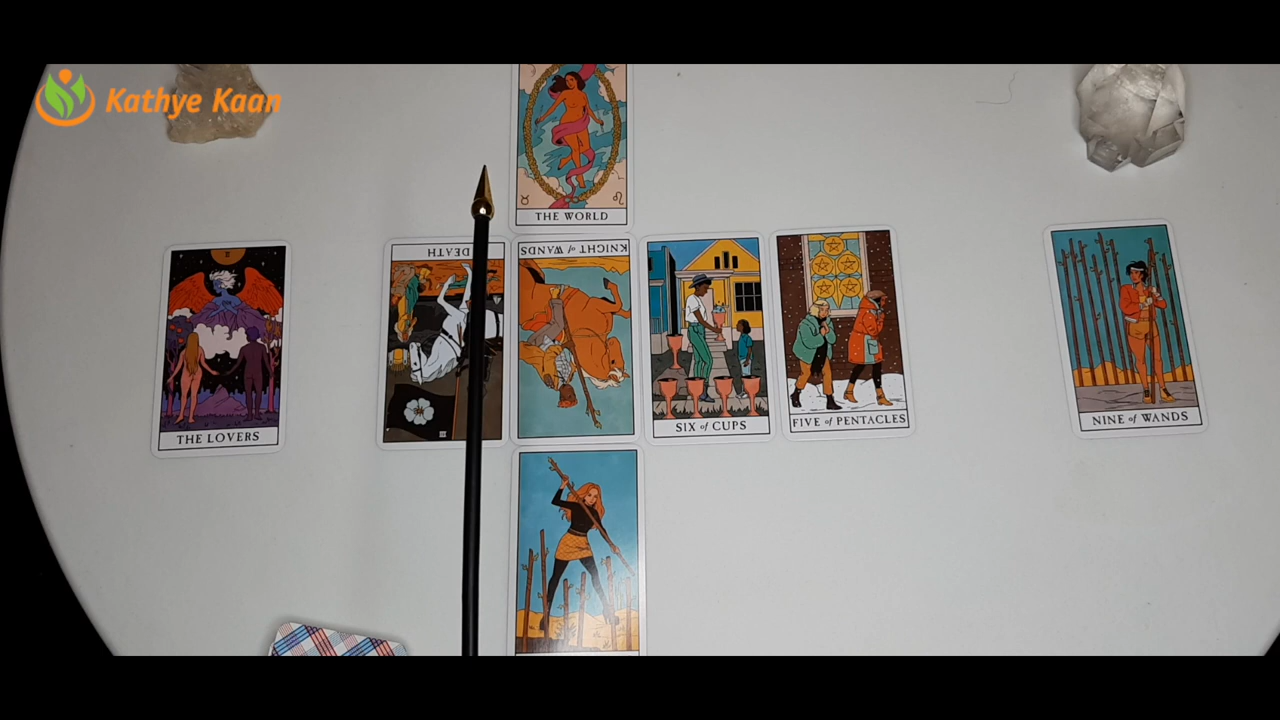 Kathye Kaan
THE WORLD
DEATH
KNIGHT of WANDS
THE LOVERS
SIX of CUPS
FIVE of PENTACLES
NINE of WANDS